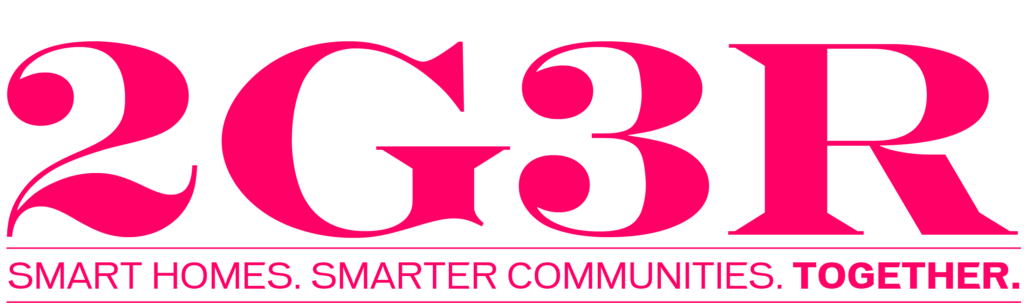 2G3R
SMART HOMES. SMARTER COMMUNITIES. TOGETHER.